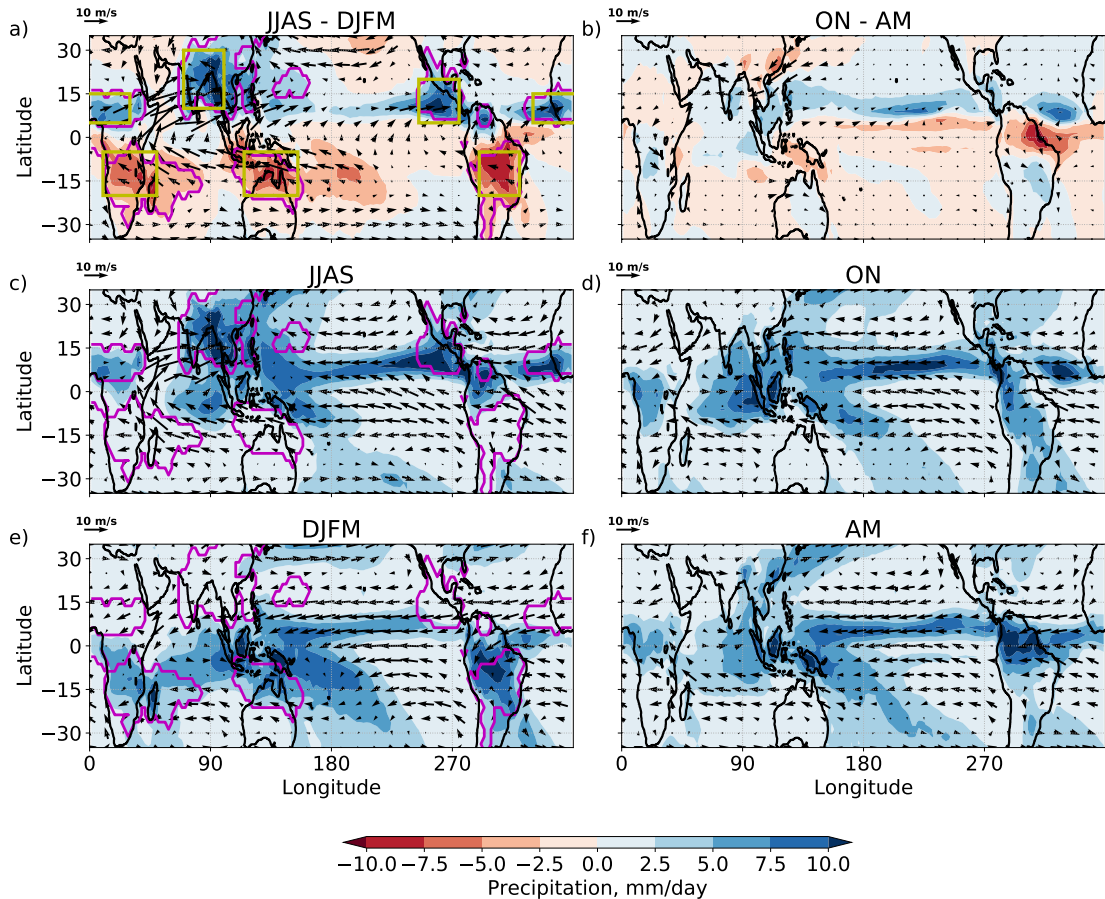 10 m/s
a)
JJAS - DJFM
b)
ON - AM
30
15
0
−15
−30
Latitude
10 m/s
c)
JJAS
10 m/s
d)
ON
30
15
0
−15
−30
Latitude
10 m/s
e)
DJFM
10 m/s
f)
AM
30
15
0
−15
−30
Latitude
0 90 180 270
Longitude
0 90 180 270
Longitude
−10.0 −7.5 −5.0 −2.5 0.0 2.5 5.0 7.5 10.0
Precipitation, mm/day